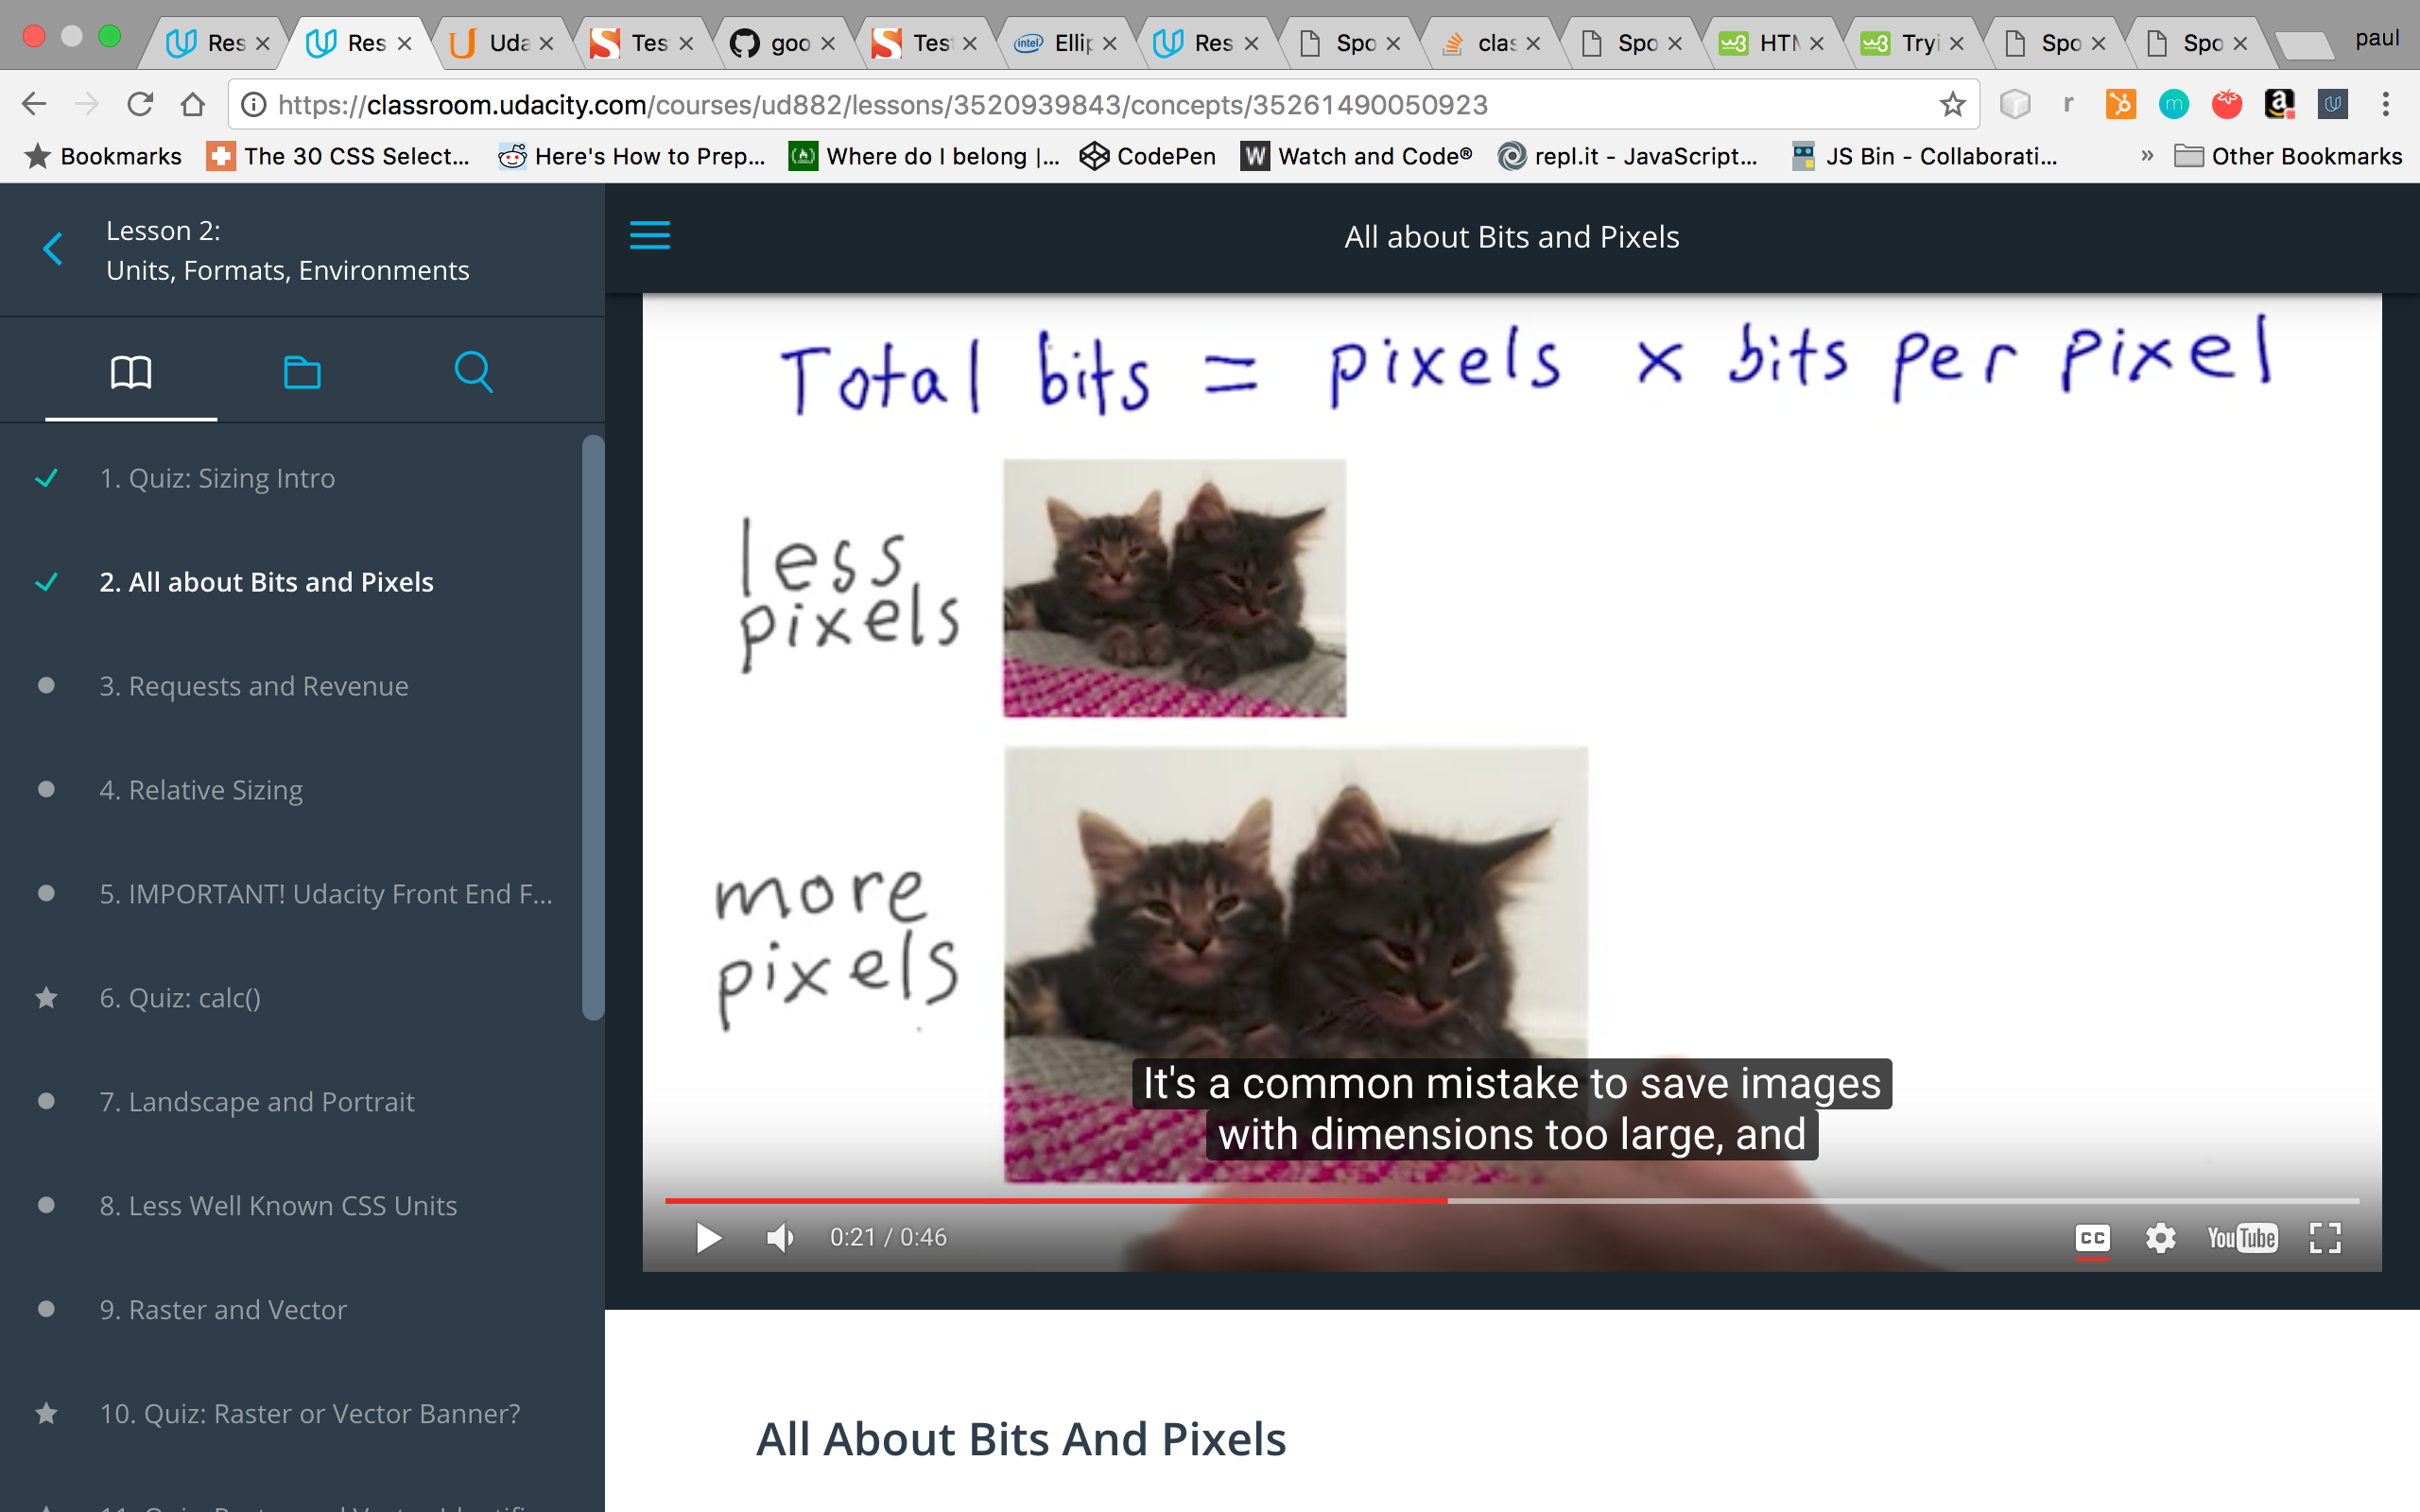 Res
Res
Uda
Tes
goo
Tes
Ellip
Res
Spo
clas
Spo
HTM
Tryi
Spo
Spo
paul
https://classroom.udacity.com/courses/ud882/lessons/3520939843/concepts/35261490050923
r
m
a
Bookmarks
The 30 CSS Select...
Here's How to Prep...
Where do I belong |...
CodePen
W Watch and Code®
repl.it - JavaScript...
JS Bin - Collaborati...
»
Other Bookmarks
Lesson 2:
Units, Formats, Environments
1. Quiz: Sizing Intro
2. All about Bits and Pixels
3. Requests and Revenue
4. Relative Sizing
5. IMPORTANT! Udacity Front End F...
6. Quiz: calc()
7. Landscape and Portrait
8. Less Well Known CSS Units
9. Raster and Vector
10. Quiz: Raster or Vector Banner?
All about Bits and Pixels
Total bits = pixels x bits per pixel
less
pixels
more
pixels
It's a common mistake to save images
with dimensions too large, and
0:21 / 0:46
CC
YouTube
All About Bits And Pixels